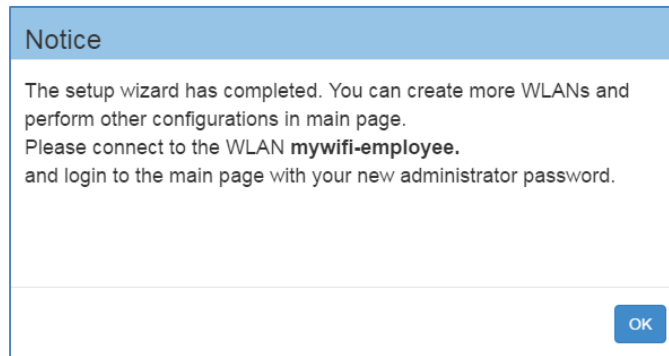 Notice
The setup wizard has completed. You can create more WLANs and
perform other configurations in main page.
Please connect to the WLAN mywifi-employee.
and login to the main page with your new administrator password.
OK